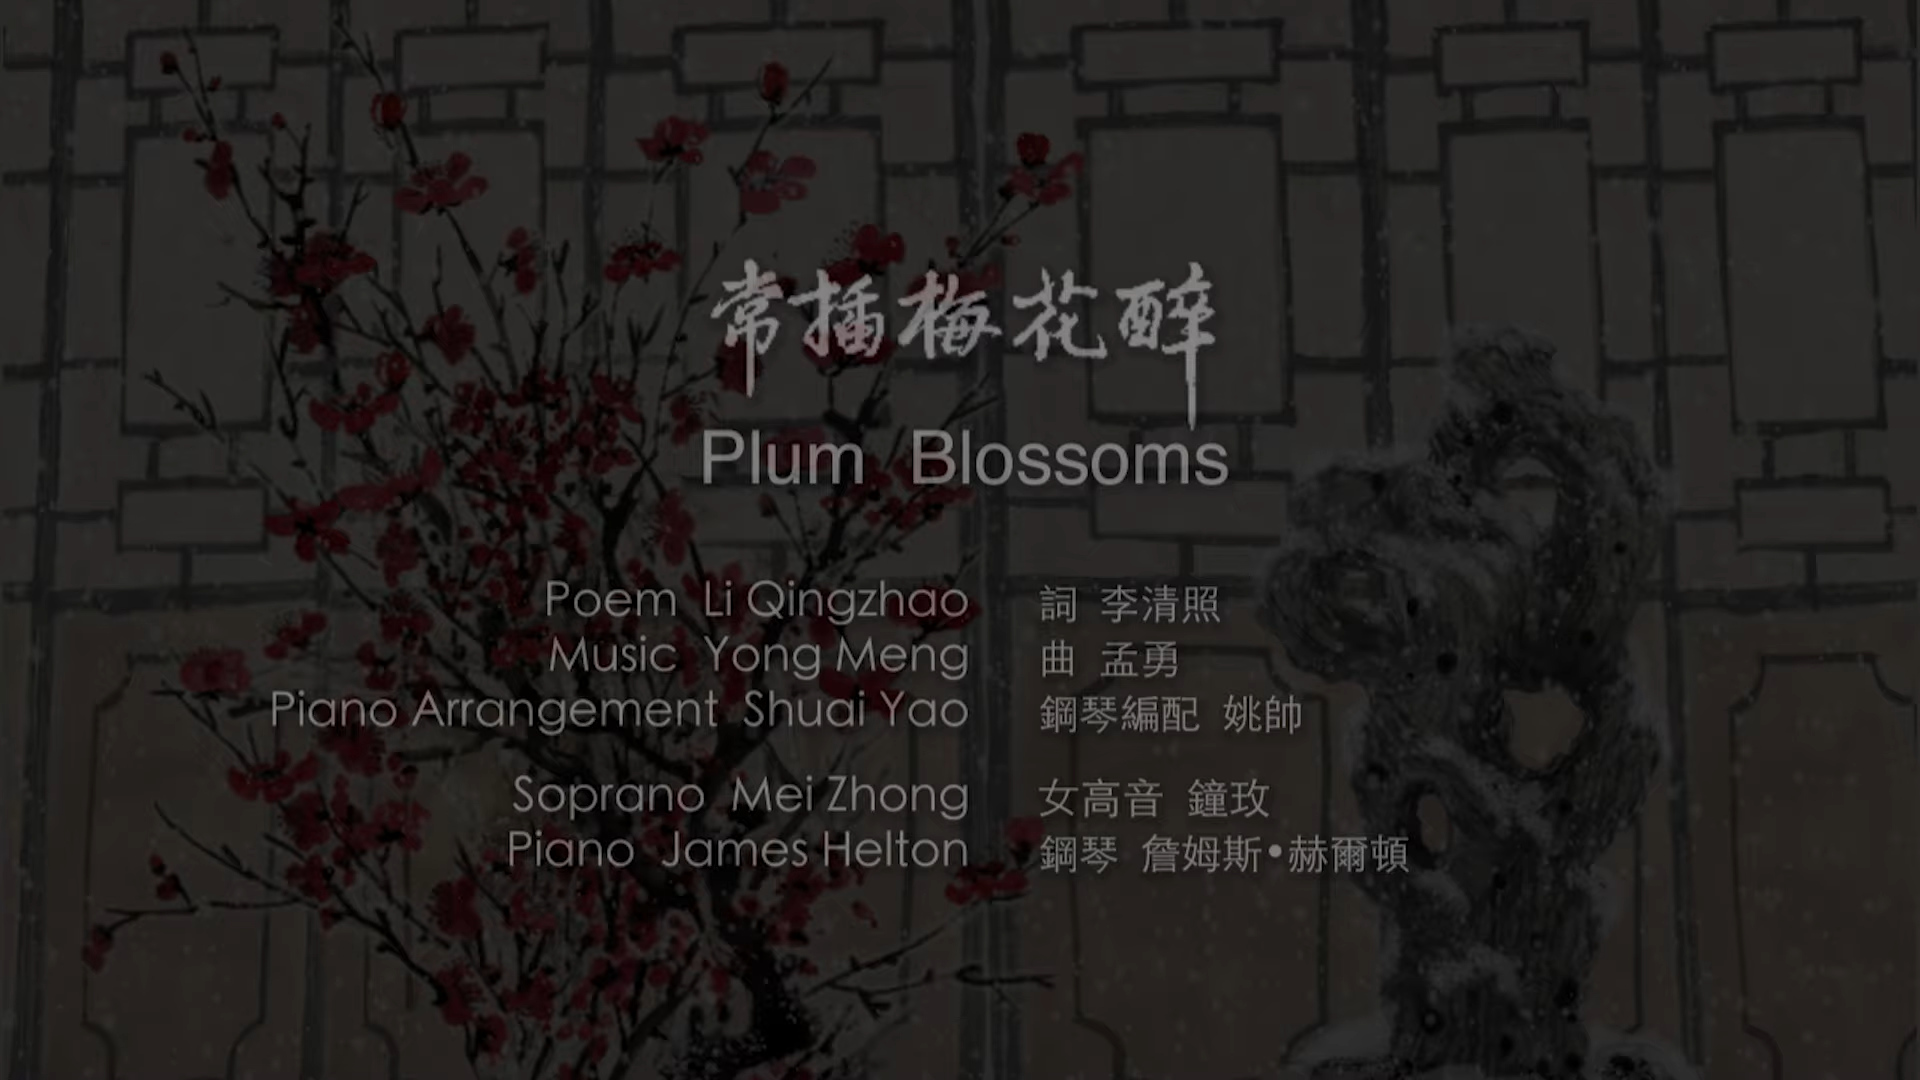 常插梅花醉
Plum Blossoms
Poem Li Qingzhao 詞 李清照
Music Yong Meng 曲 孟勇
Piano Arrangement Shuai Yao 鋼琴編配 姚帥
Soprano Mei Zhong 女高音 鐘玫
Piano James Helton 鋼琴 詹姆斯•赫爾頓